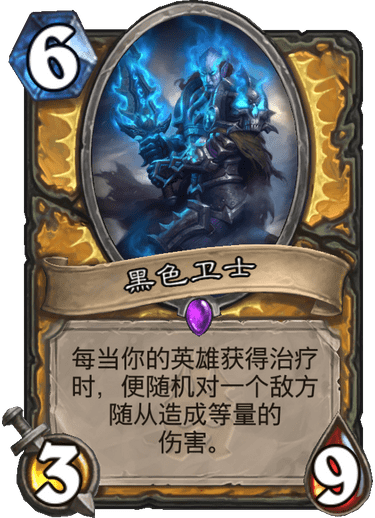 6
黑色卫士
每当你的英雄获得治疗
时，便随机对一个敌方
随从造成等量的
伤害。
3
9